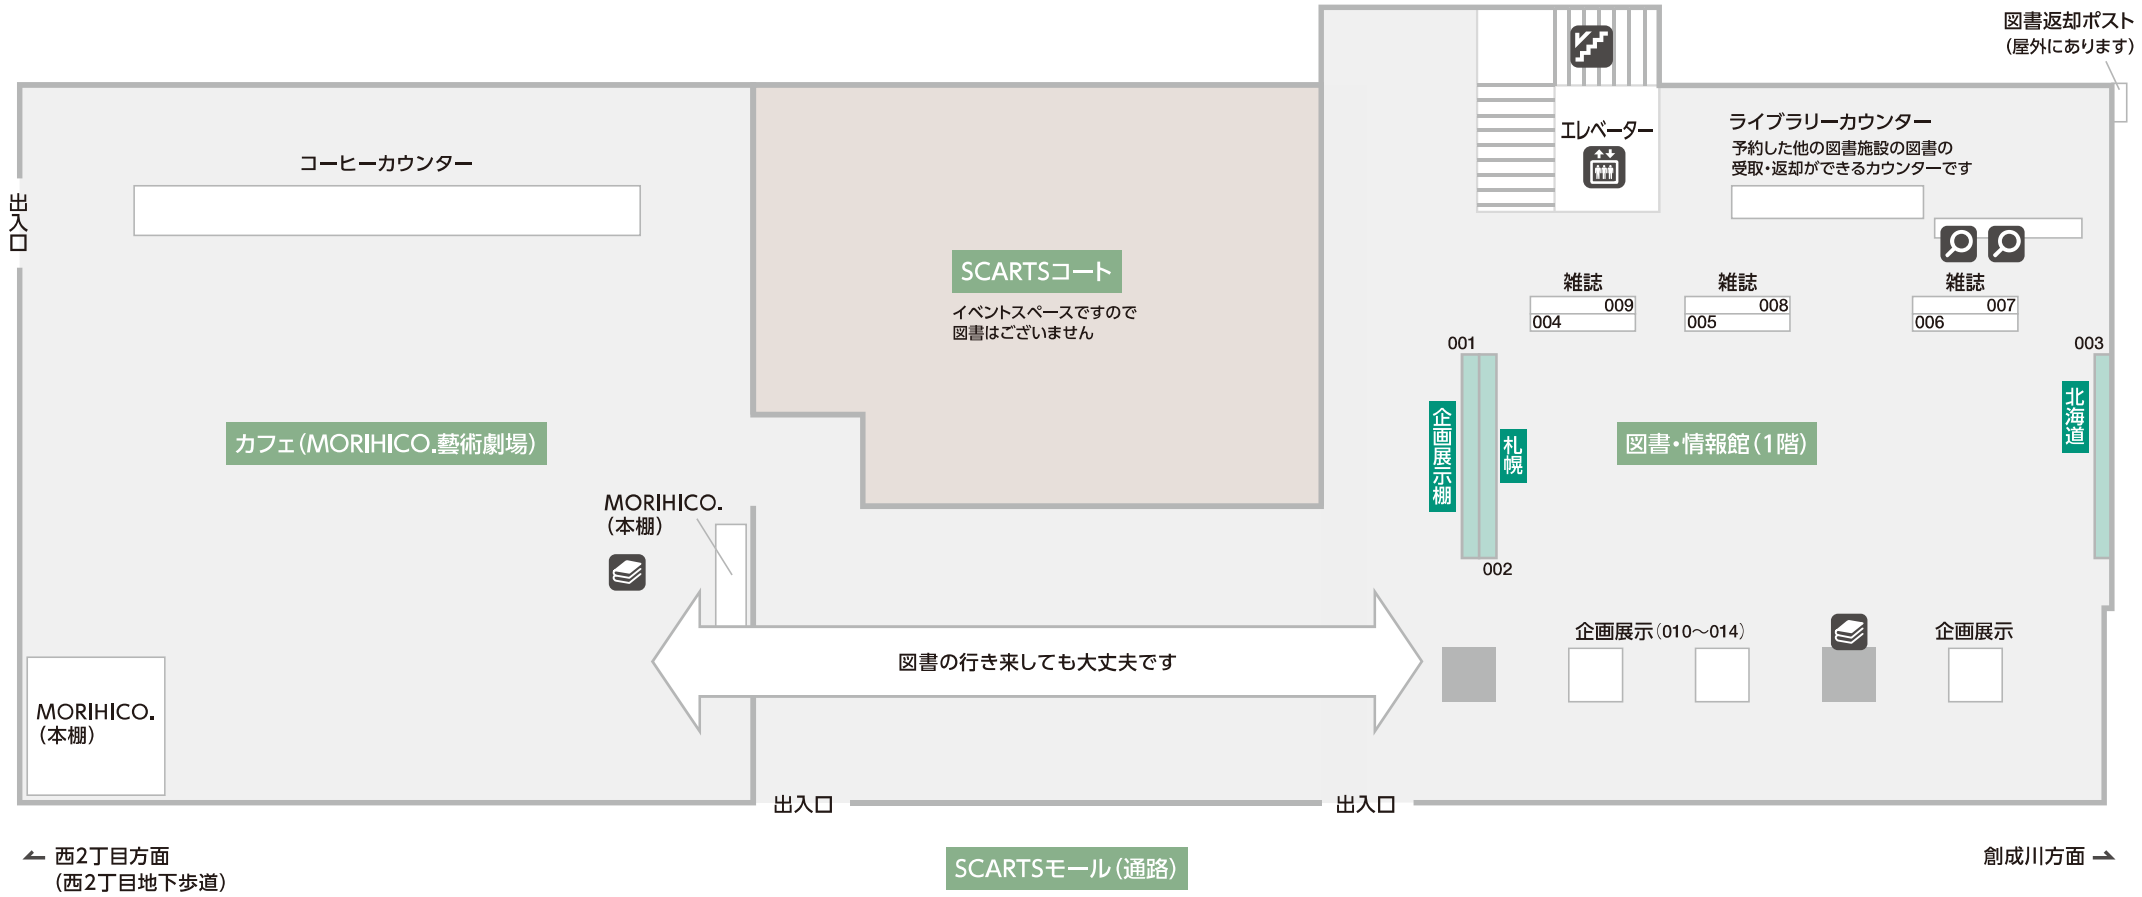 図書返却ポスト
(屋外にあります)
エレベーター
ライブラリーカウンター
予約した他の図書施設の図書の
受取・返却ができるカウンターです
コーヒーカウンター
出入口
SCARTSコート
イベントスペースですので
図書はございません
雑誌
009
004
雑誌
008
005
雑誌
007
006
001
企画展示棚
札幌
002
003
北海道
カフェ(MORIHICO.藝術劇場)
図書・情報館(1階)
MORIHICO.
(本棚)
企画展示(010〜014)
企画展示
図書の行き来しても大丈夫です
MORIHICO.
(本棚)
出入口
出入口
西2丁目方面
(西2丁目地下歩道)
SCARTSモール(通路)
創成川方面